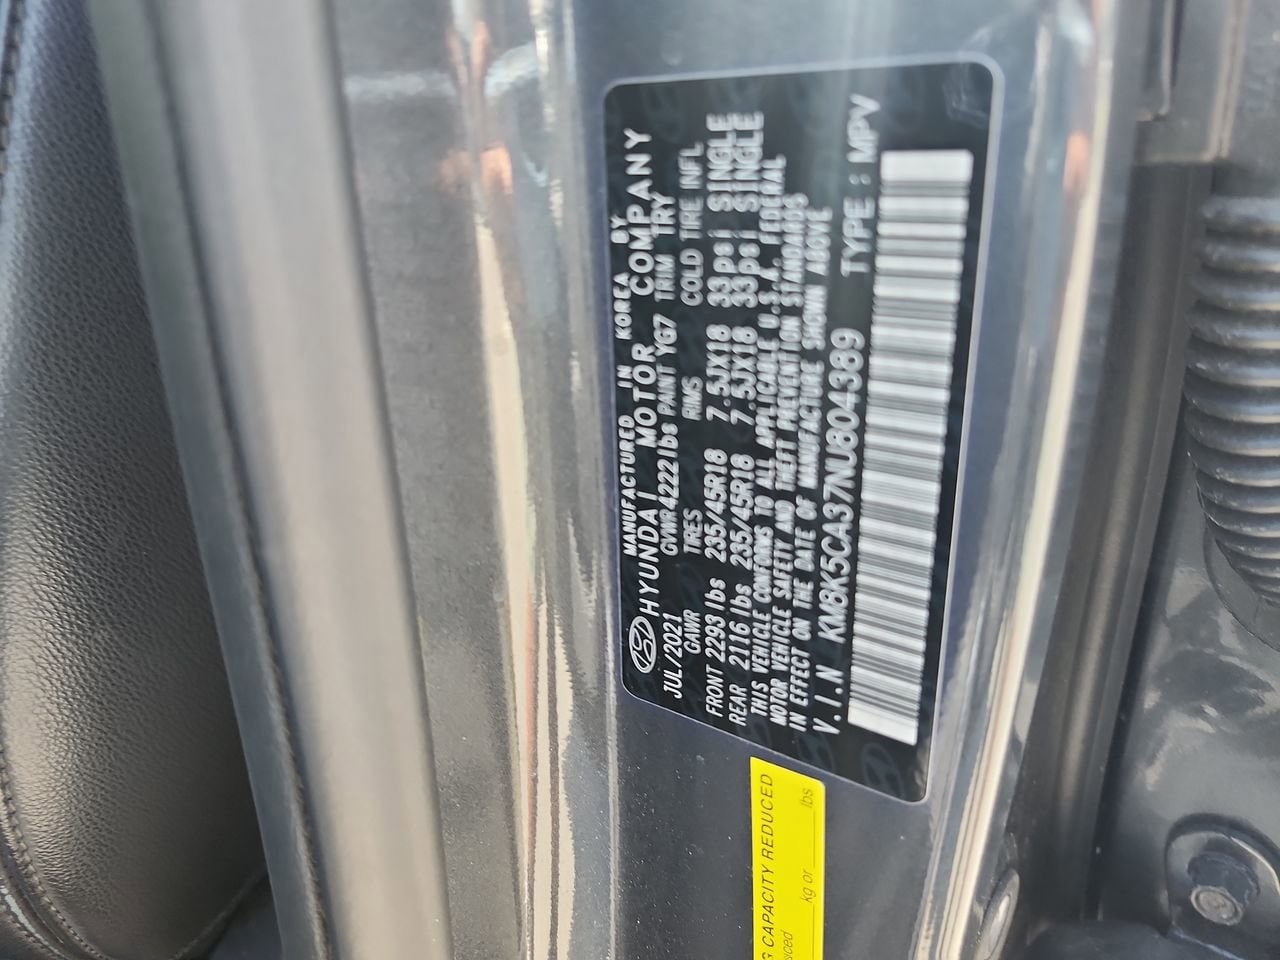 MANUFACTURED IN KOREA BY
HYUNDAI MOTOR COMPANY
JUL/2021 GVWR 4222 lbs PAINT YG7 TRIM TRY
GAWR TIRES RIMS COLD TIRE INFL
FRONT 2293 lbs 235/45R18 7.5JX18 33psi SINGLE
REAR 2116 lbs 235/45R18 7.5JX18 33psi SINGLE
THIS VEHICLE CONFORMS TO ALL APPLICABLE U.S.A. FEDERAL
MOTOR VEHICLE SAFETY AND THEFT PREVENTION STANDARDS
IN EFFECT ON THE DATE OF MANUFACTURE SHOWN ABOVE
V.I.N KM8K5CA37NU804389 TYPE : MPV
CAPACITY REDUCED
kg or lbs